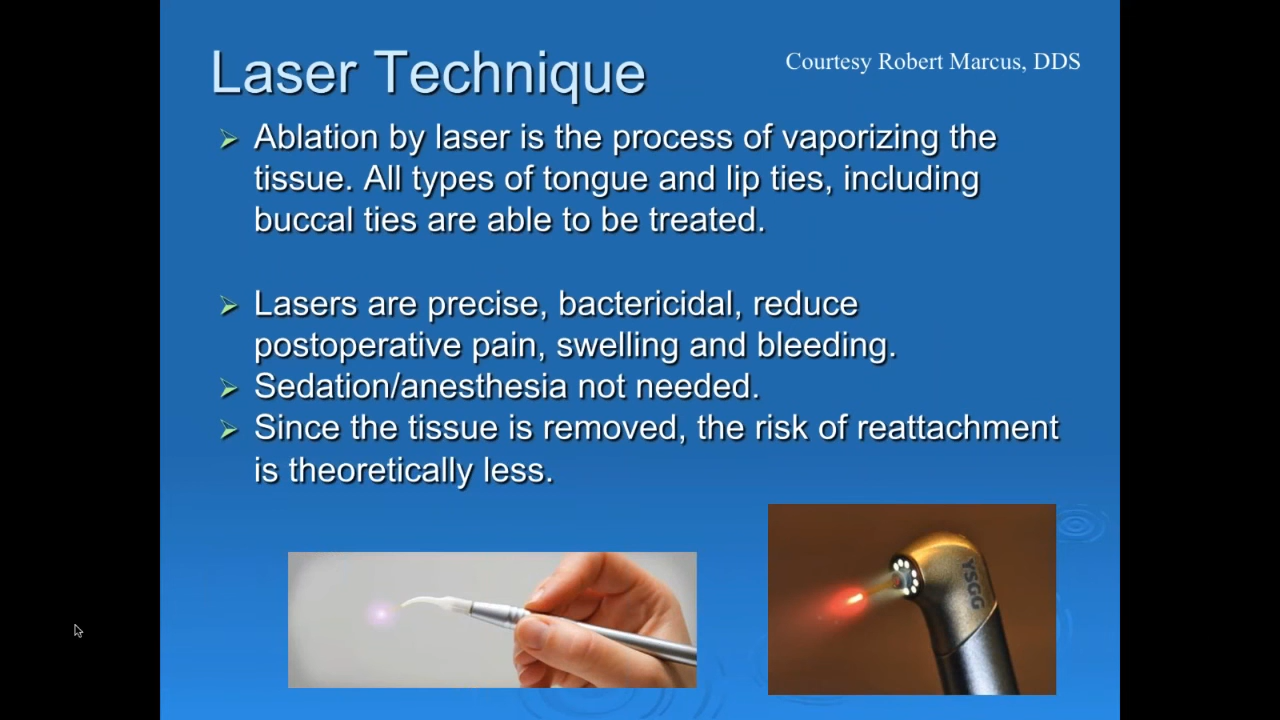 Laser Technique
Courtesy Robert Marcus, DDS
Ablation by laser is the process of vaporizing the
tissue. All types of tongue and lip ties, including
buccal ties are able to be treated.
Lasers are precise, bactericidal, reduce
postoperative pain, swelling and bleeding.
Sedation/anesthesia not needed.
Since the tissue is removed, the risk of reattachment
is theoretically less.
YSGG